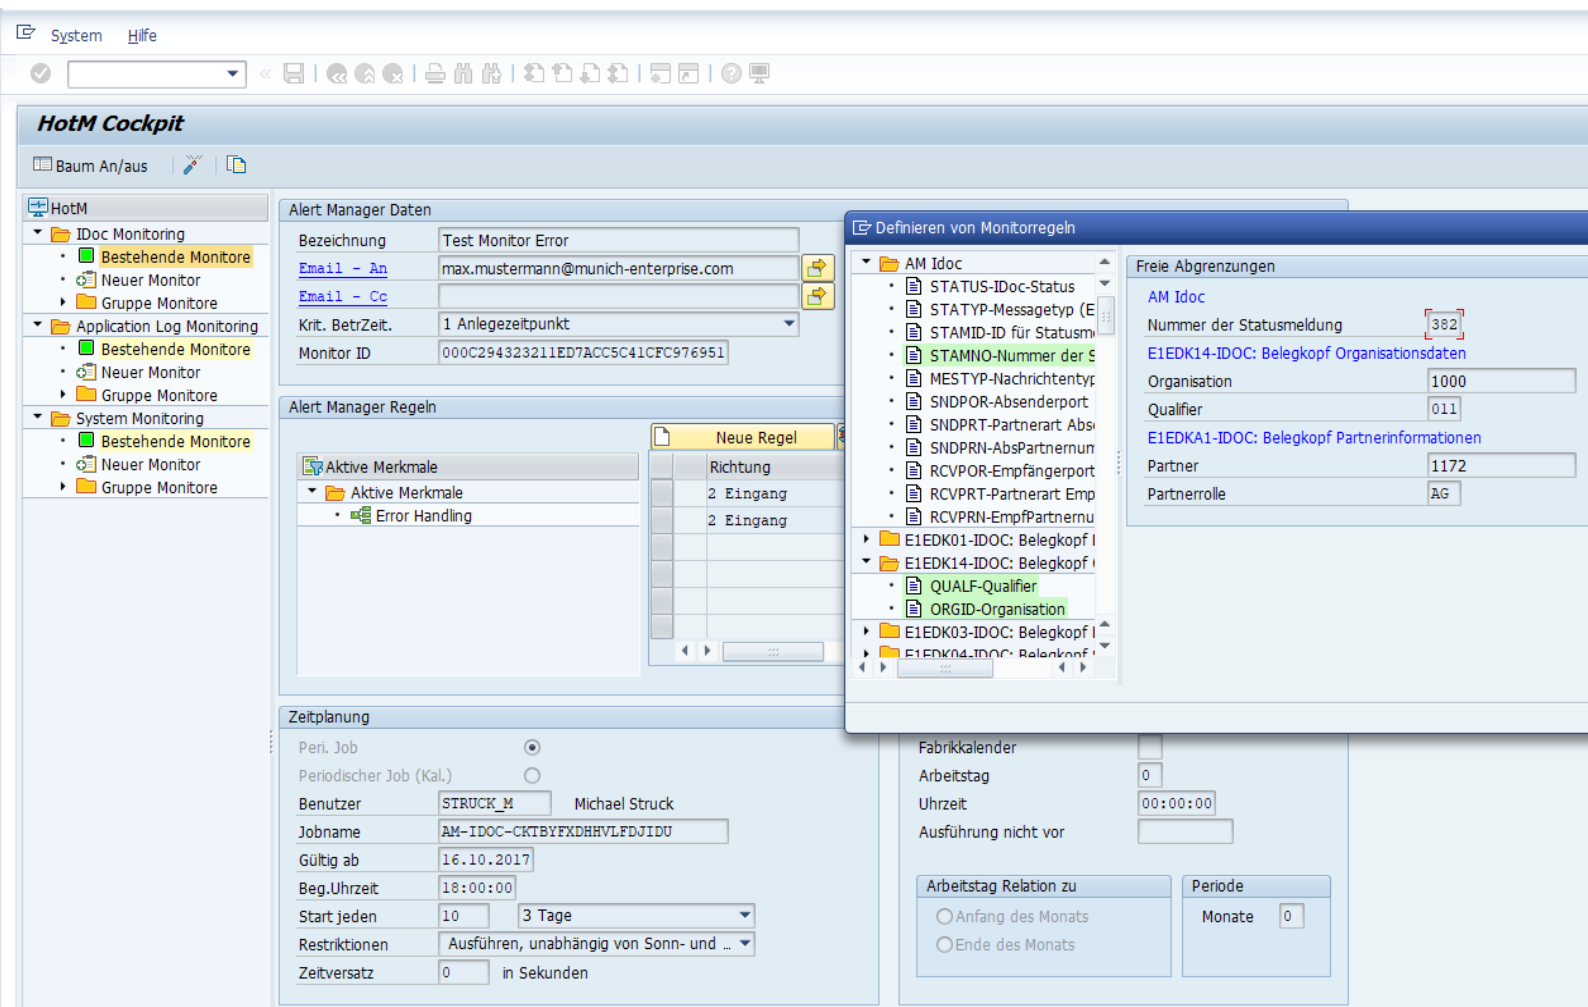 System Hilfe
HotM Cockpit
Baum An/aus
HotM
IDoc Monitoring
Bestehende Monitore
Neuer Monitor
Gruppe Monitore
Application Log Monitoring
Bestehende Monitore
Neuer Monitor
Gruppe Monitore
System Monitoring
Bestehende Monitore
Neuer Monitor
Gruppe Monitore
Alert Manager Daten
Bezeichnung Test Monitor Error
Email - An max.mustermann@munich-enterprise.com
Email - Cc
Krit. BetrZeit. 1 Anlegezeitpunkt
Monitor ID 000C294323211ED7ACC5C41CFC976951
Alert Manager Regeln
Neue Regel
Aktive Merkmale
Aktive Merkmale
Error Handling
Richtung
2 Eingang
2 Eingang
Definieren von Monitorregeln
AM Idoc
STATUS-IDoc-Status
STATYP-Messagetyp (E
STAMID-ID für Statusm
STAMNO-Nummer der S
MESTYP-Nachrichtentyp
SNDPOR-Absenderport
SNDPRT-Partnerart Abs
SNDPRN-AbsPartnernum
RCVPOR-Empfängerport
RCVPRT-Partnerart Emp
RCVPRN-EmpfPartnernu
E1EDK01-IDOC: Belegkopf
E1EDK14-IDOC: Belegkopf
QUALF-Qualifier
ORGID-Organisation
E1EDK03-IDOC: Belegkopf
E1EDK04-IDOC: Belegkopf
Freie Abgrenzungen
AM Idoc
Nummer der Statusmeldung 382
E1EDK14-IDOC: Belegkopf Organisationsdaten
Organisation 1000
Qualifier 011
E1EDKA1-IDOC: Belegkopf Partnerinformationen
Partner 1172
Partnerrolle AG
Zeitplanung
Peri. Job
Periodischer Job (Kal.)
Benutzer STRUCK_M Michael Struck
Jobname AM-IDOC-CKTBYFXDHHVLFDJIDU
Gültig ab 16.10.2017
Beg.Uhrzeit 18:00:00
Start jeden 10 3 Tage
Restriktionen Ausführen, unabhängig von Sonn- und ...
Zeitversatz 0 in Sekunden
Fabrikkalender
Arbeitstag 0
Uhrzeit 00:00:00
Ausführung nicht vor
Arbeitstag Relation zu
Anfang des Monats
Ende des Monats
Periode
Monate 0